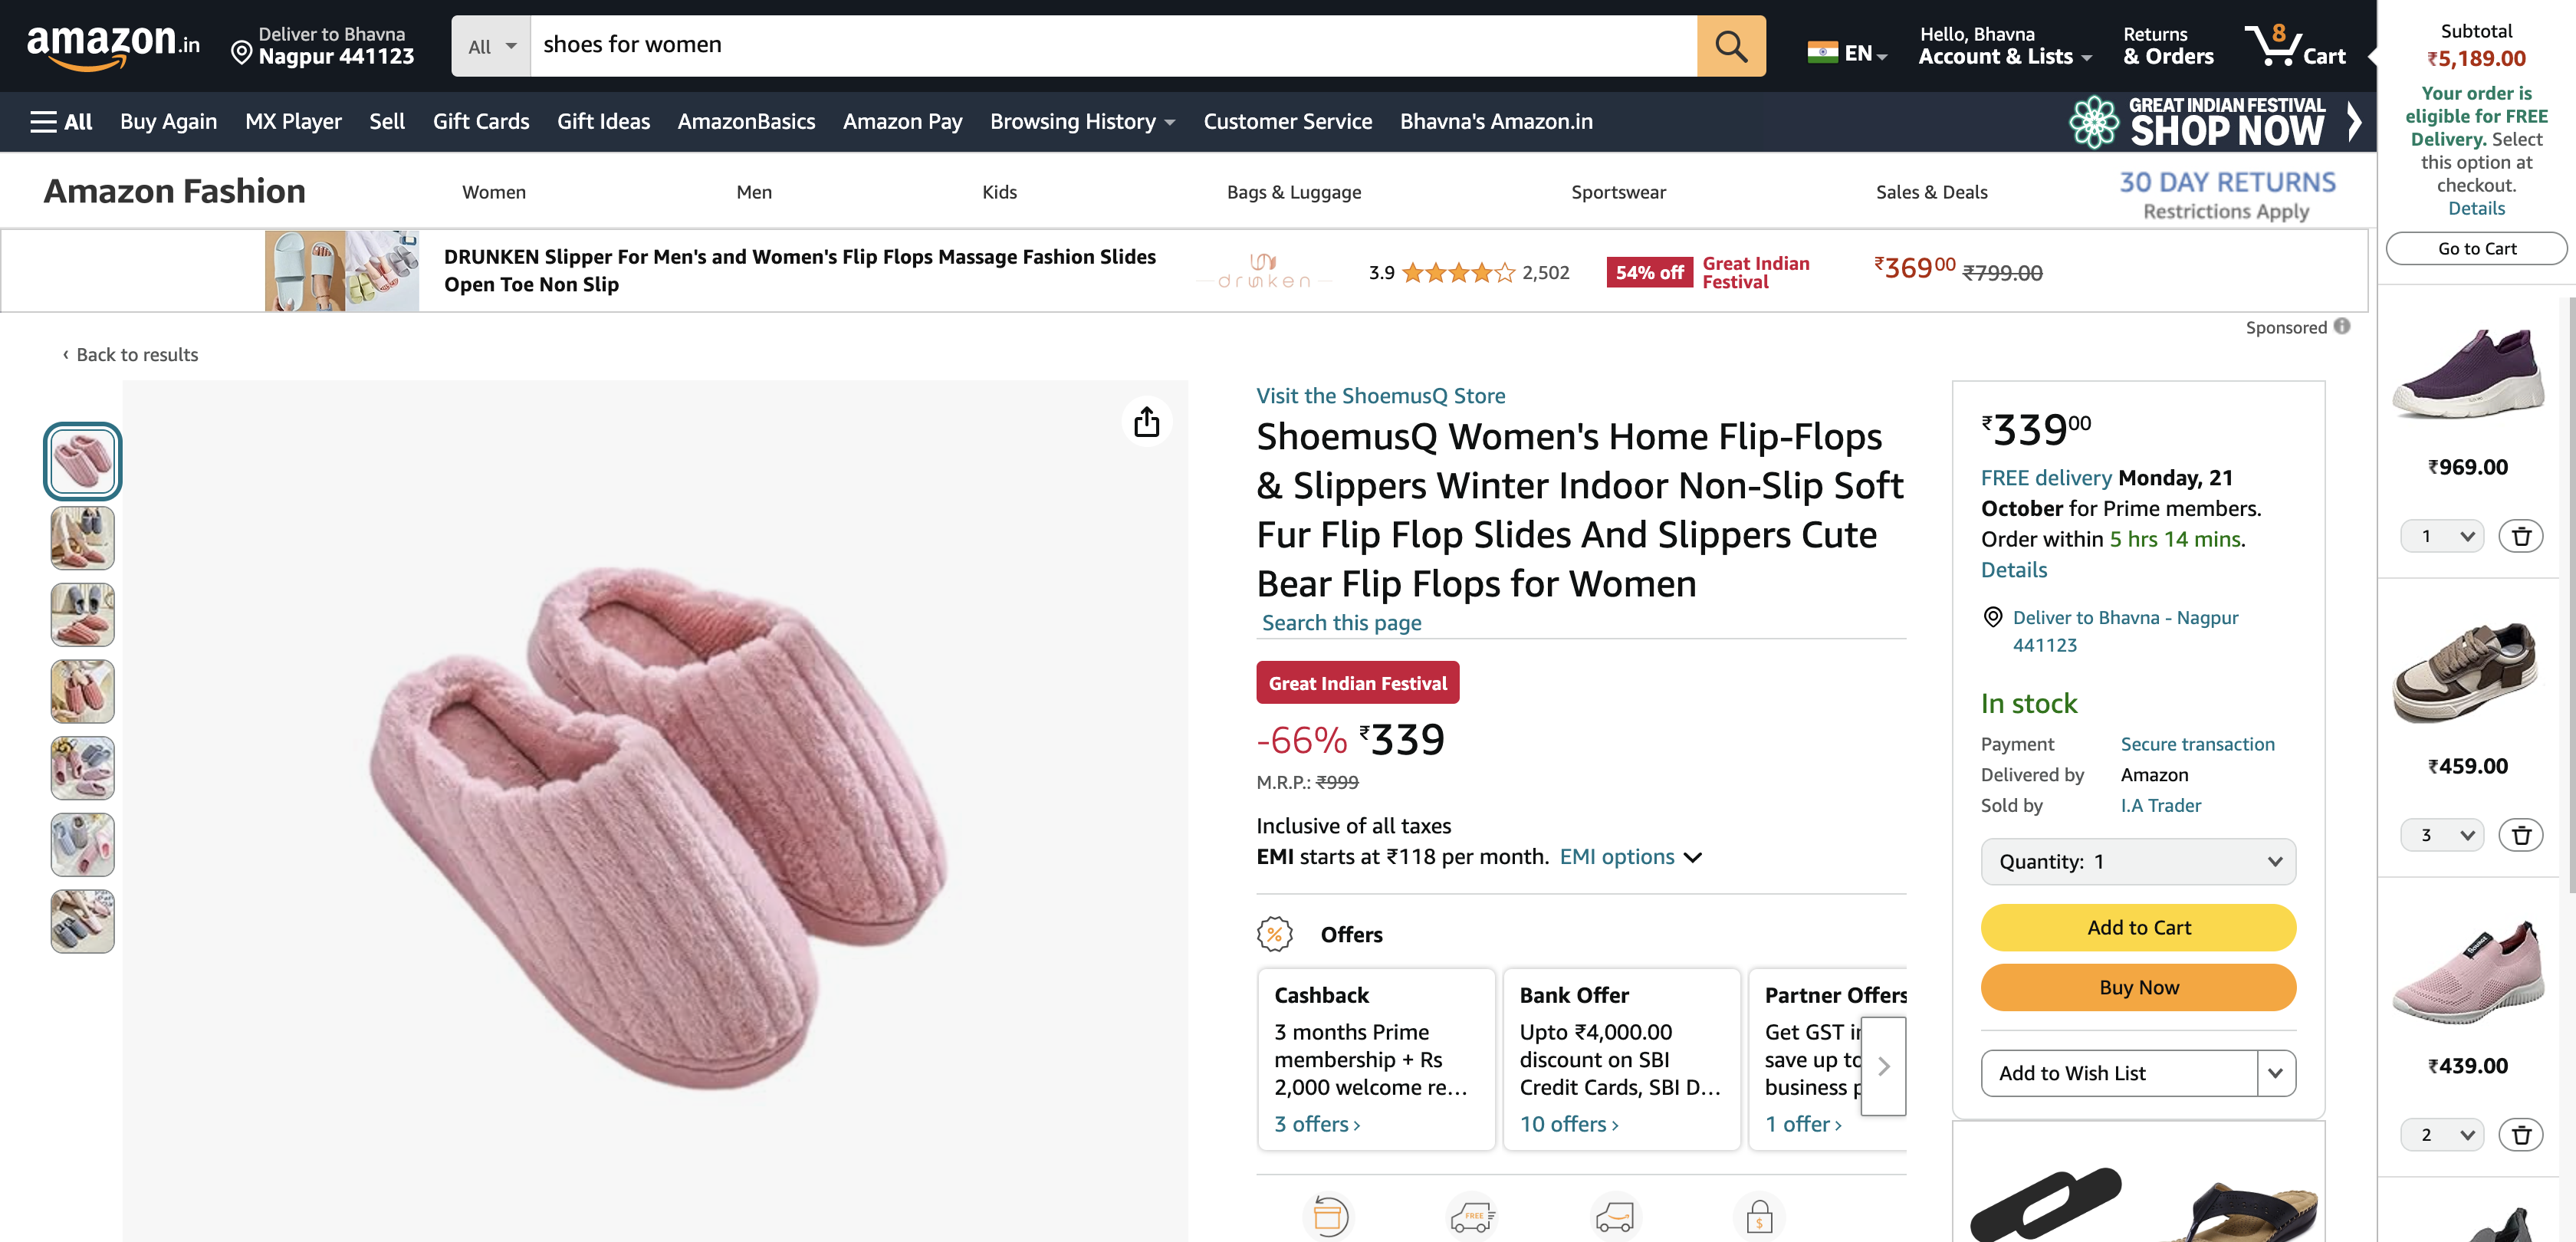 amazon.in
Deliver to Bhavna
Nagpur 441123
All
shoes for women
EN
Hello, Bhavna
Account & Lists
Returns
& Orders
8
Cart
All
Buy Again
MX Player
Sell
Gift Cards
Gift Ideas
AmazonBasics
Amazon Pay
Browsing History
Customer Service
Bhavna's Amazon.in
GREAT INDIAN FESTIVAL
SHOP NOW
Amazon Fashion
Women
Men
Kids
Bags & Luggage
Sportswear
Sales & Deals
30 DAY RETURNS
Restrictions Apply
DRUNKEN Slipper For Men's and Women's Flip Flops Massage Fashion Slides
Open Toe Non Slip
drunken
3.9
2,502
54% off
Great Indian
Festival
₹36900 ₹799.00
Sponsored
‹ Back to results
Visit the ShoemusQ Store
ShoemusQ Women's Home Flip-Flops
& Slippers Winter Indoor Non-Slip Soft
Fur Flip Flop Slides And Slippers Cute
Bear Flip Flops for Women
Search this page
Great Indian Festival
-66% ₹339
M.R.P.: ₹999
Inclusive of all taxes
EMI starts at ₹118 per month. EMI options
Offers
Cashback
3 months Prime
membership + Rs
2,000 welcome re…
3 offers ›
Bank Offer
Upto ₹4,000.00
discount on SBI
Credit Cards, SBI D…
10 offers ›
Partner Offers
Get GST
save up to
business
1 offer ›
FREE
₹33900
FREE delivery Monday, 21
October for Prime members.
Order within 5 hrs 14 mins.
Details
Deliver to Bhavna - Nagpur
441123
In stock
Payment Secure transaction
Delivered by Amazon
Sold by I.A Trader
Quantity: 1
Add to Cart
Buy Now
Add to Wish List
Subtotal
₹5,189.00
Your order is
eligible for FREE
Delivery. Select
this option at
checkout.
Details
Go to Cart
₹969.00
1
₹459.00
3
₹439.00
2